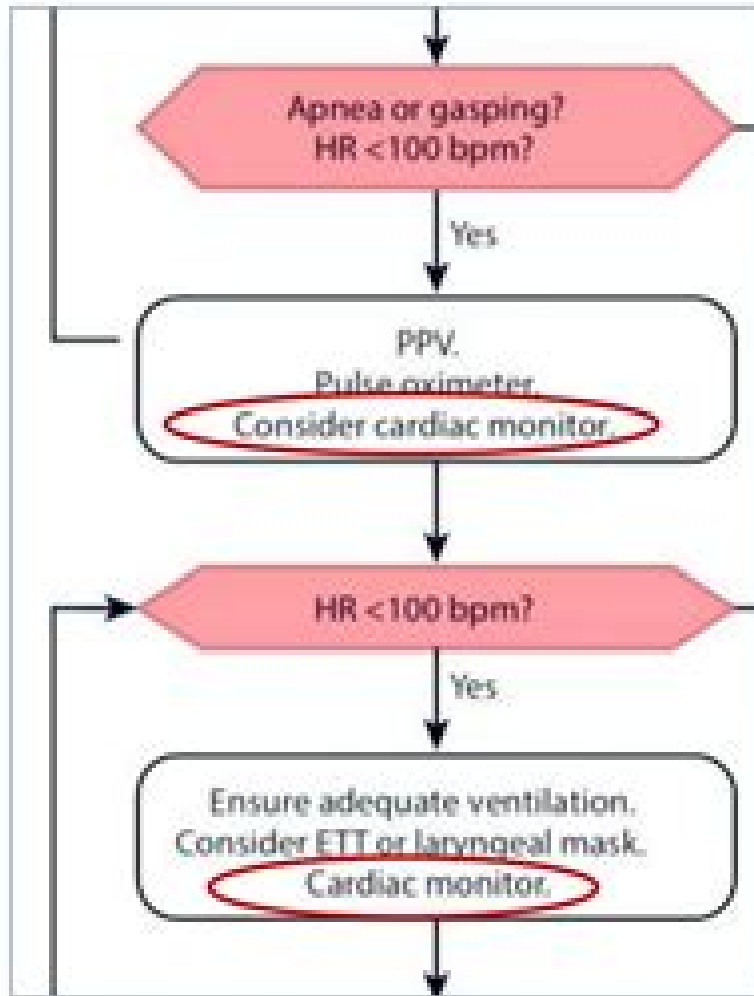 Apnea or gasping?
HR <100 bpm?
Yes
PPV.
Pulse oximeter.
Consider cardiac monitor.
HR <100 bpm?
Yes
Ensure adequate ventilation.
Consider ETT or laryngeal mask.
Cardiac monitor.